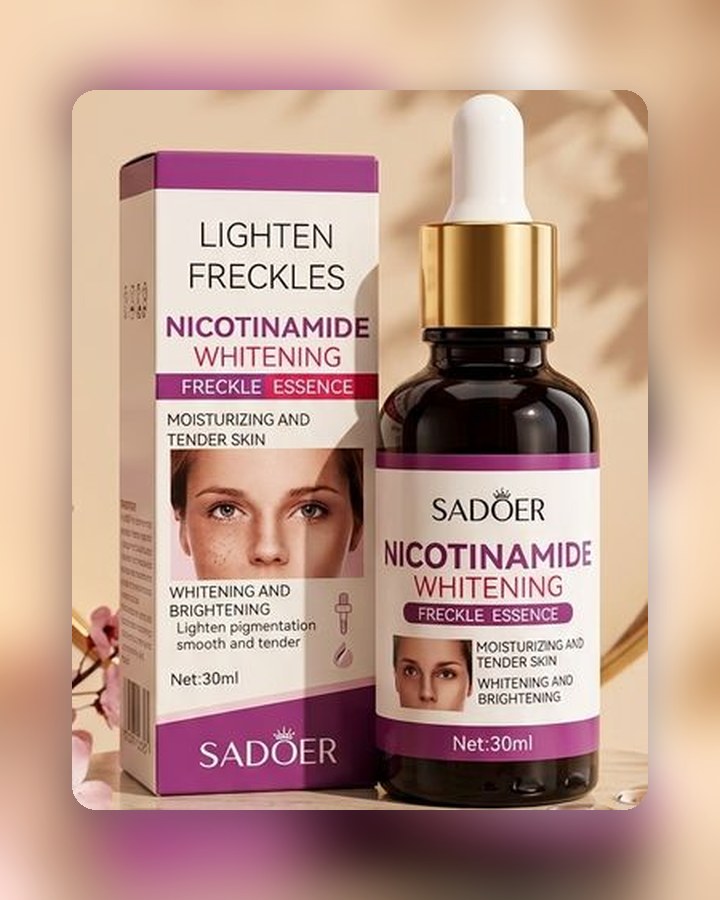 LIGHTEN
FRECKLES
NICOTINAMIDE
WHITENING
FRECKLE ESSENCE
MOISTURIZING AND
TENDER SKIN
WHITENING AND
BRIGHTENING
Lighten pigmentation
smooth and tender
Net:30ml
SADOER
SADOER
NICOTINAMIDE
WHITENING
FRECKLE ESSENCE
MOISTURIZING AND
TENDER SKIN
WHITENING AND
BRIGHTENING
Net:30ml